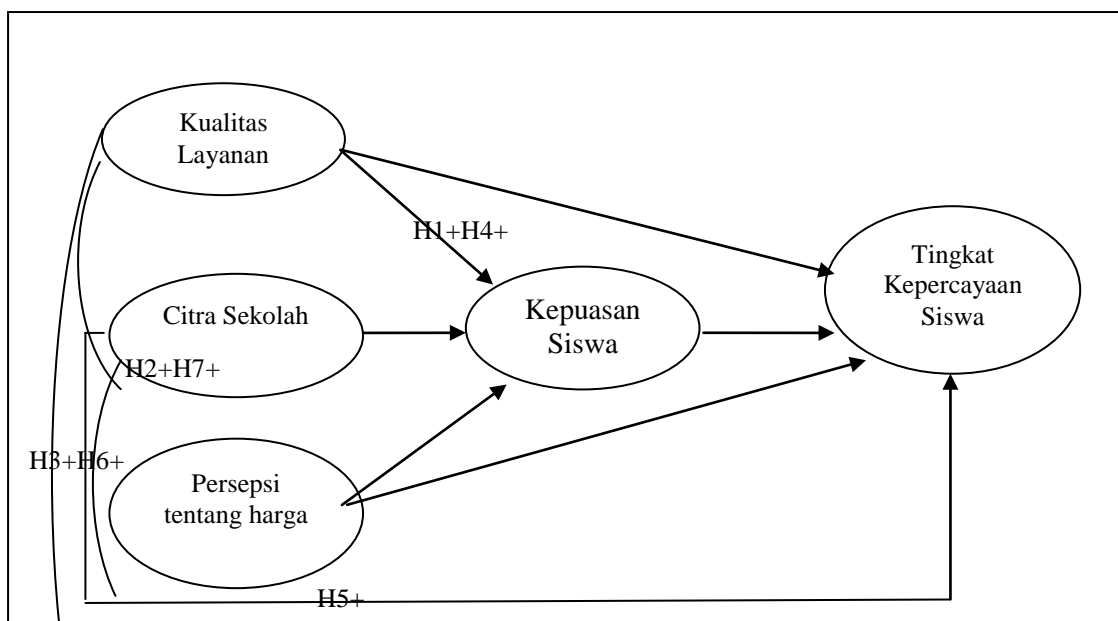 Kualitas
Layanan
H1+H4+
Tingkat
Kepercayaan
Siswa
Citra Sekolah
Kepuasan
Siswa
H2+H7+
H3+H6+
Persepsi
tentang harga
H5+